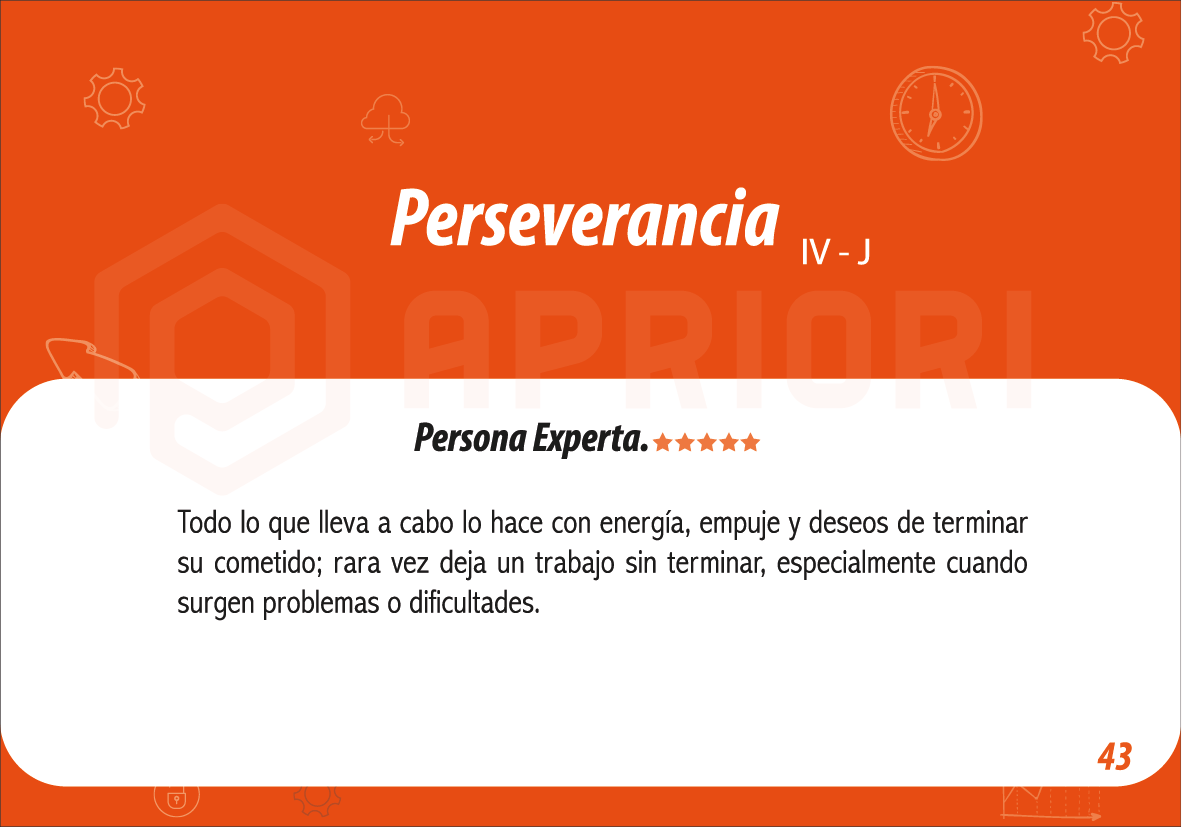 Perseverancia IV - J
APRIORI
Persona Experta.
Todo lo que lleva a cabo lo hace con energía, empuje y deseos de terminar
su cometido; rara vez deja un trabajo sin terminar, especialmente cuando
surgen problemas o dificultades.
43